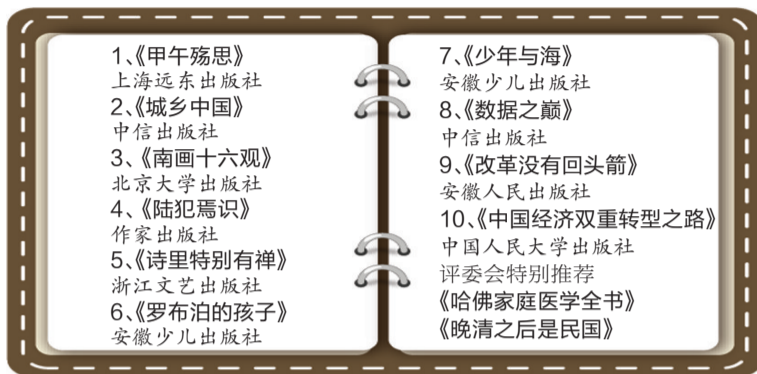 1、《甲午殇思》
上海远东出版社
2、《城乡中国》
中信出版社
3、《南画十六观》
北京大学出版社
4、《陆犯焉识》
作家出版社
5、《诗里特别有禅》
浙江文艺出版社
6、《罗布泊的孩子》
安徽少儿出版社
7、《少年与海》
安徽少儿出版社
8、《数据之巅》
中信出版社
9、《改革没有回头箭》
安徽人民出版社
10、《中国经济双重转型之路》
中国人民大学出版社
评委会特别推荐
《哈佛家庭医学全书》
《晚清之后是民国》